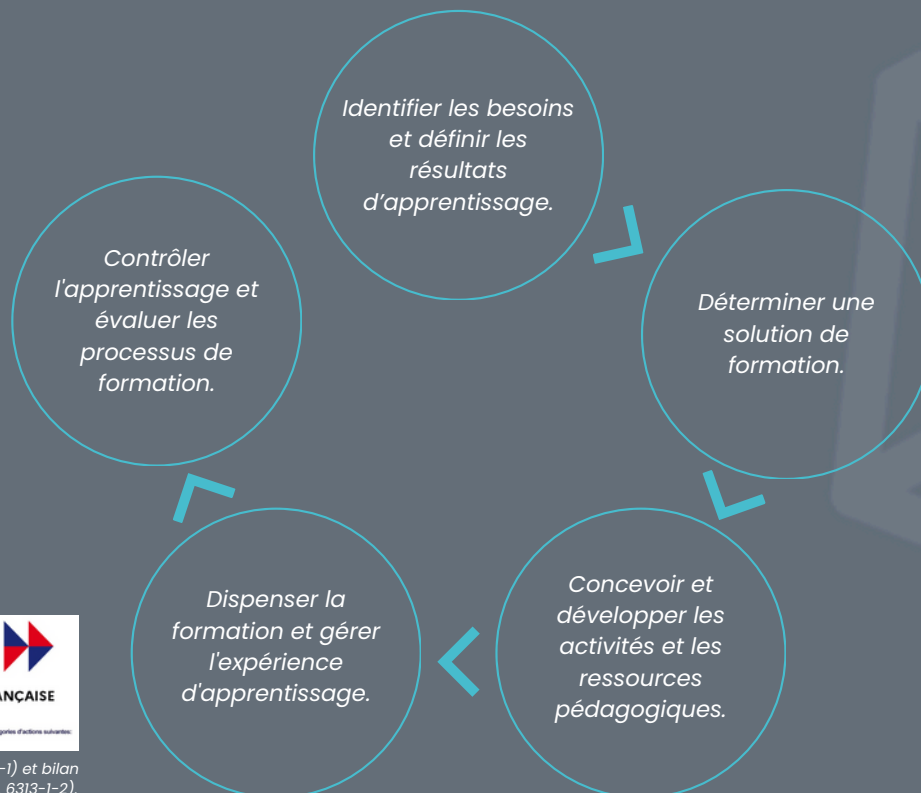 Identifier les besoins
et définir les
résultats
d’apprentissage.
Déterminer une
solution de
formation.
Concevoir et
développer les
activités et les
ressources
pédagogiques.
Dispenser la
formation et gérer
l'expérience
d'apprentissage.
Contrôler
l'apprentissage et
évaluer les
processus de
formation.
d'actions suivantes:
-1) et bilan
6313-1-2).